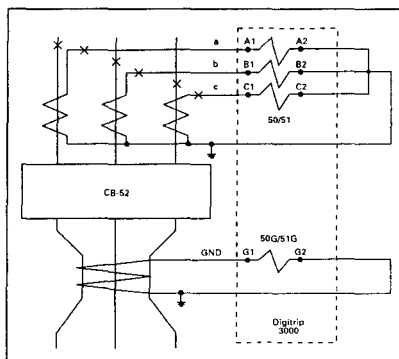 a A1 A2
b B1 B2
c C1 C2
50/51
CB-52
50G/51G
GND G1 G2
Digitrip
3000